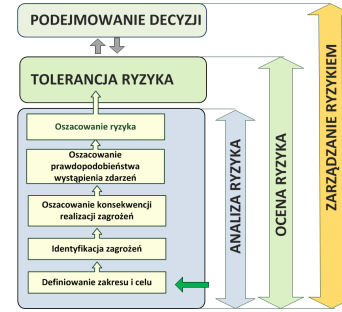 PODEJMOWANIE DECYZJI
TOLERANCJA RYZYKA
Oszacowanie ryzyka
Oszacowanie
prawdopodobieństwa
wystąpienia zdarzeń
Oszacowanie konsekwencji
realizacji zagrożeń
Identyfikacja zagrożeń
Definiowanie zakresu i celu
ANALIZA RYZYKA
OCENA RYZYKA
ZARZĄDZANIE RYZYKIEM